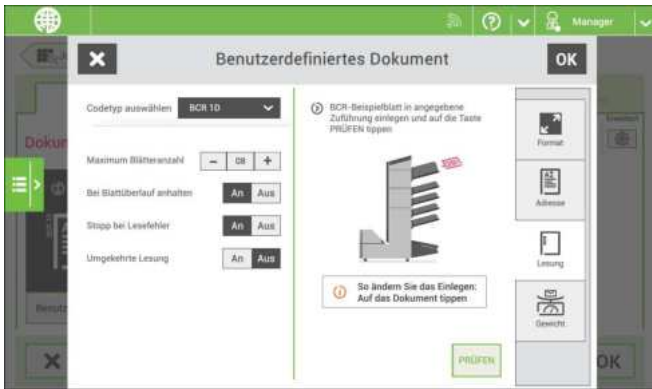 Manager
Benutzerdefiniertes Dokument
OK
Codetyp auswählen BCR 1D
Maximum Blätteranzahl - 08 +
Bei Blattüberlauf anhalten An Aus
Stopp bei Lesefehler An Aus
Umgekehrte Lesung An Aus
BCR-Beispielblatt in angegebene
Zuführung einlegen und auf die Taste
PRÜFEN tippen
So ändern Sie das Einlegen:
Auf das Dokument tippen
PRÜFEN
Format
Adresse
Lesung
Gewicht
Dokum
Benutz
OK